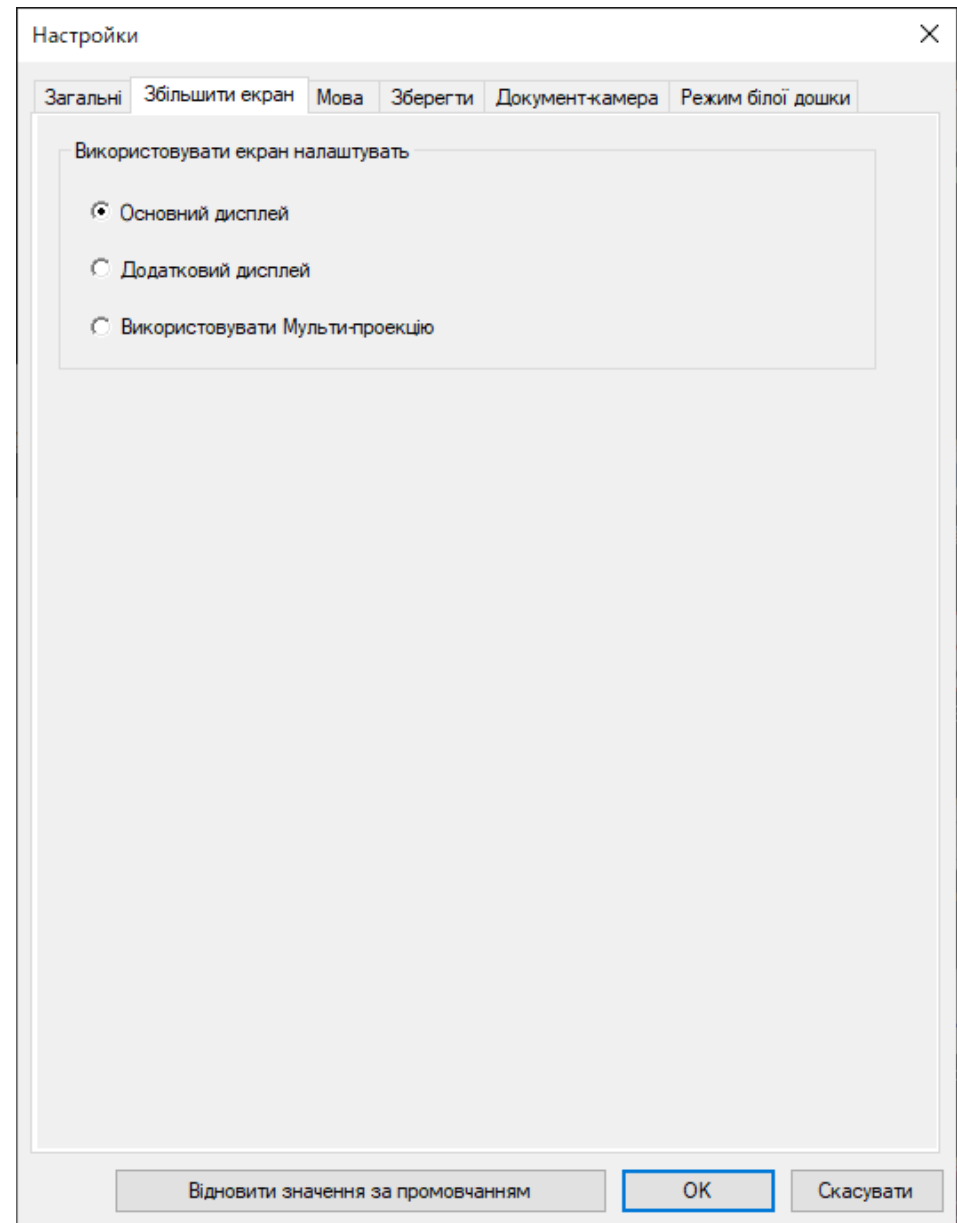 Настройки
Загальні Збільшити екран Мова Зберегти Документ-камера Режим білої дошки
Використовувати екран налаштувать
Основний дисплей
Додатковий дисплей
Використовувати Мульти-проекцію
Відновити значення за промовчанням OK Скасувати